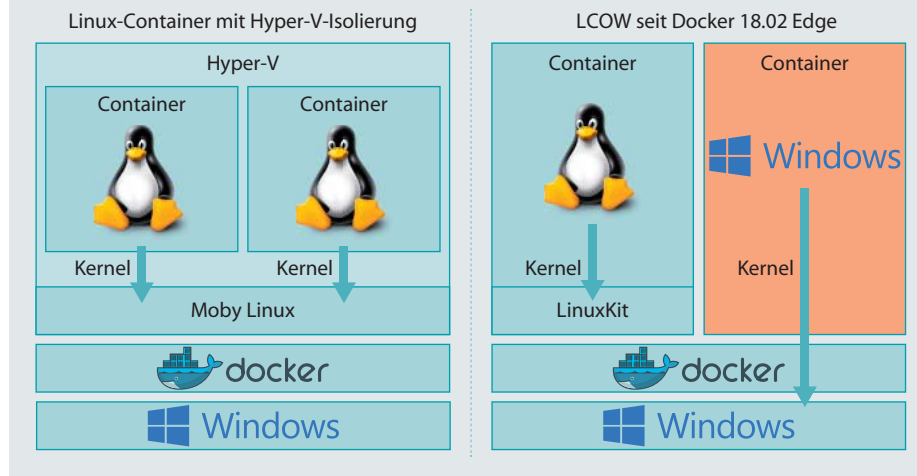 Linux-Container mit Hyper-V-Isolierung
Hyper-V
Container
Container
Kernel
Kernel
Moby Linux
docker
Windows
LCOW seit Docker 18.02 Edge
Container
Container
Windows
Kernel
Kernel
LinuxKit
docker
Windows